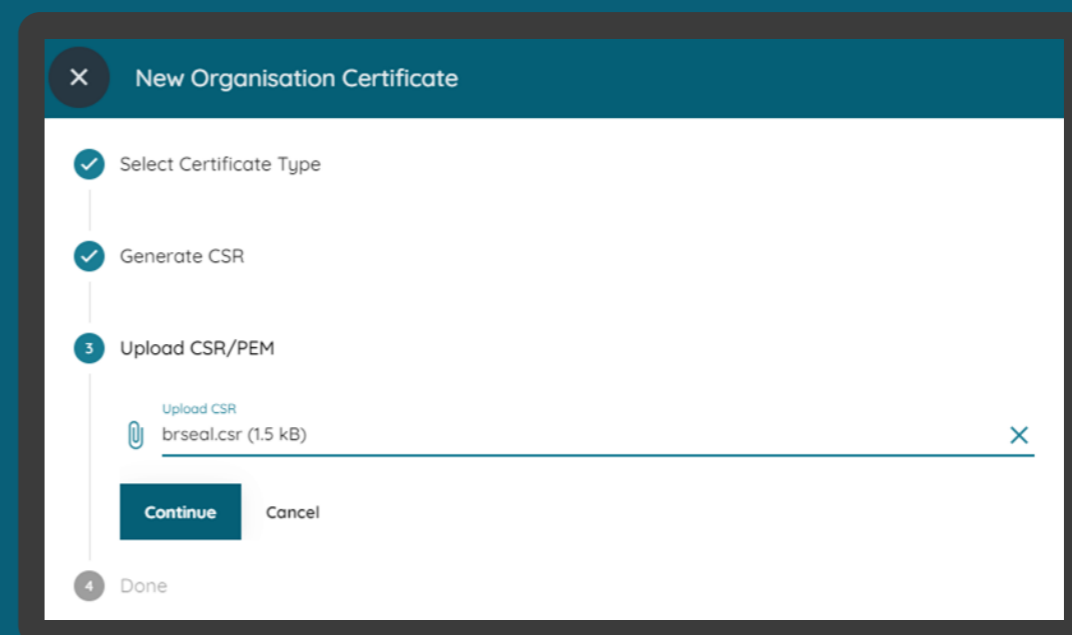 New Organisation Certificate
Select Certificate Type
Generate CSR
3 Upload CSR/PEM
Upload CSR
brseal.csr (1.5 kB)
Continue Cancel
4 Done